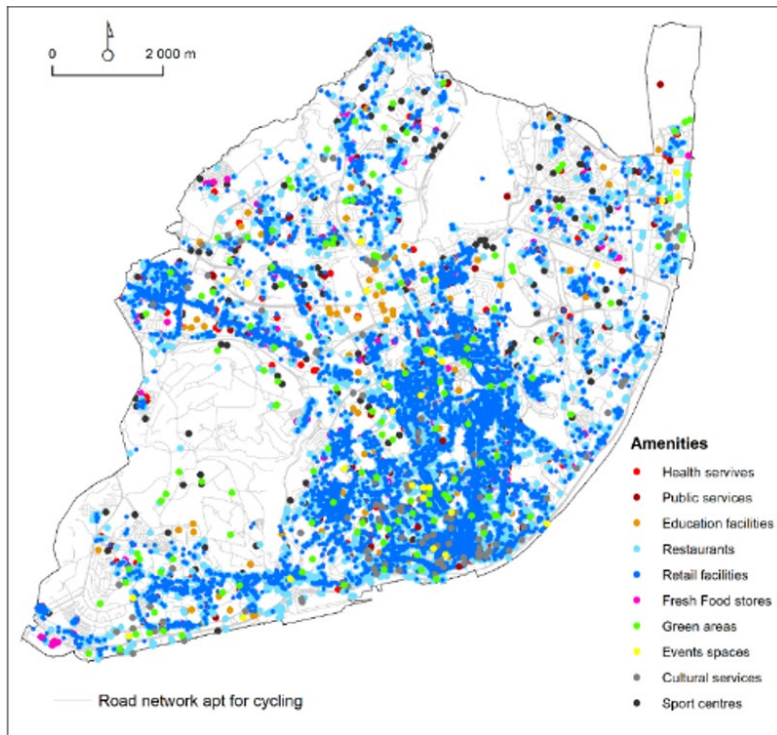 0 2 000 m
Amenities
Health servives
Public services
Education facilities
Restaurants
Retail facilities
Fresh Food stores
Green areas
Events spaces
Cultural services
Sport centres
Road network apt for cycling